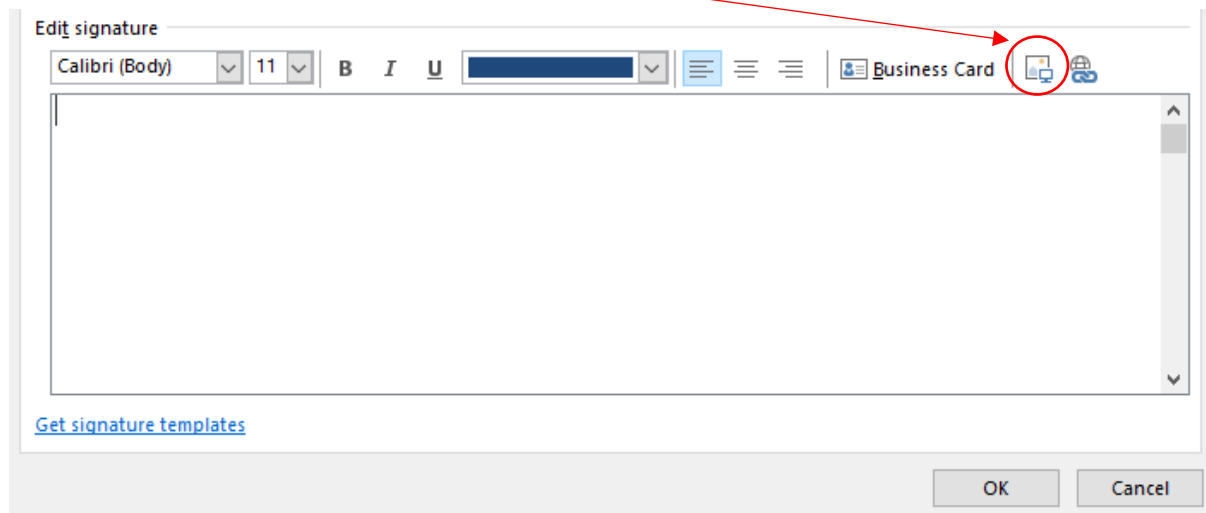 Edit signature
Calibri (Body) 11 B I U Business Card
Get signature templates
OK Cancel